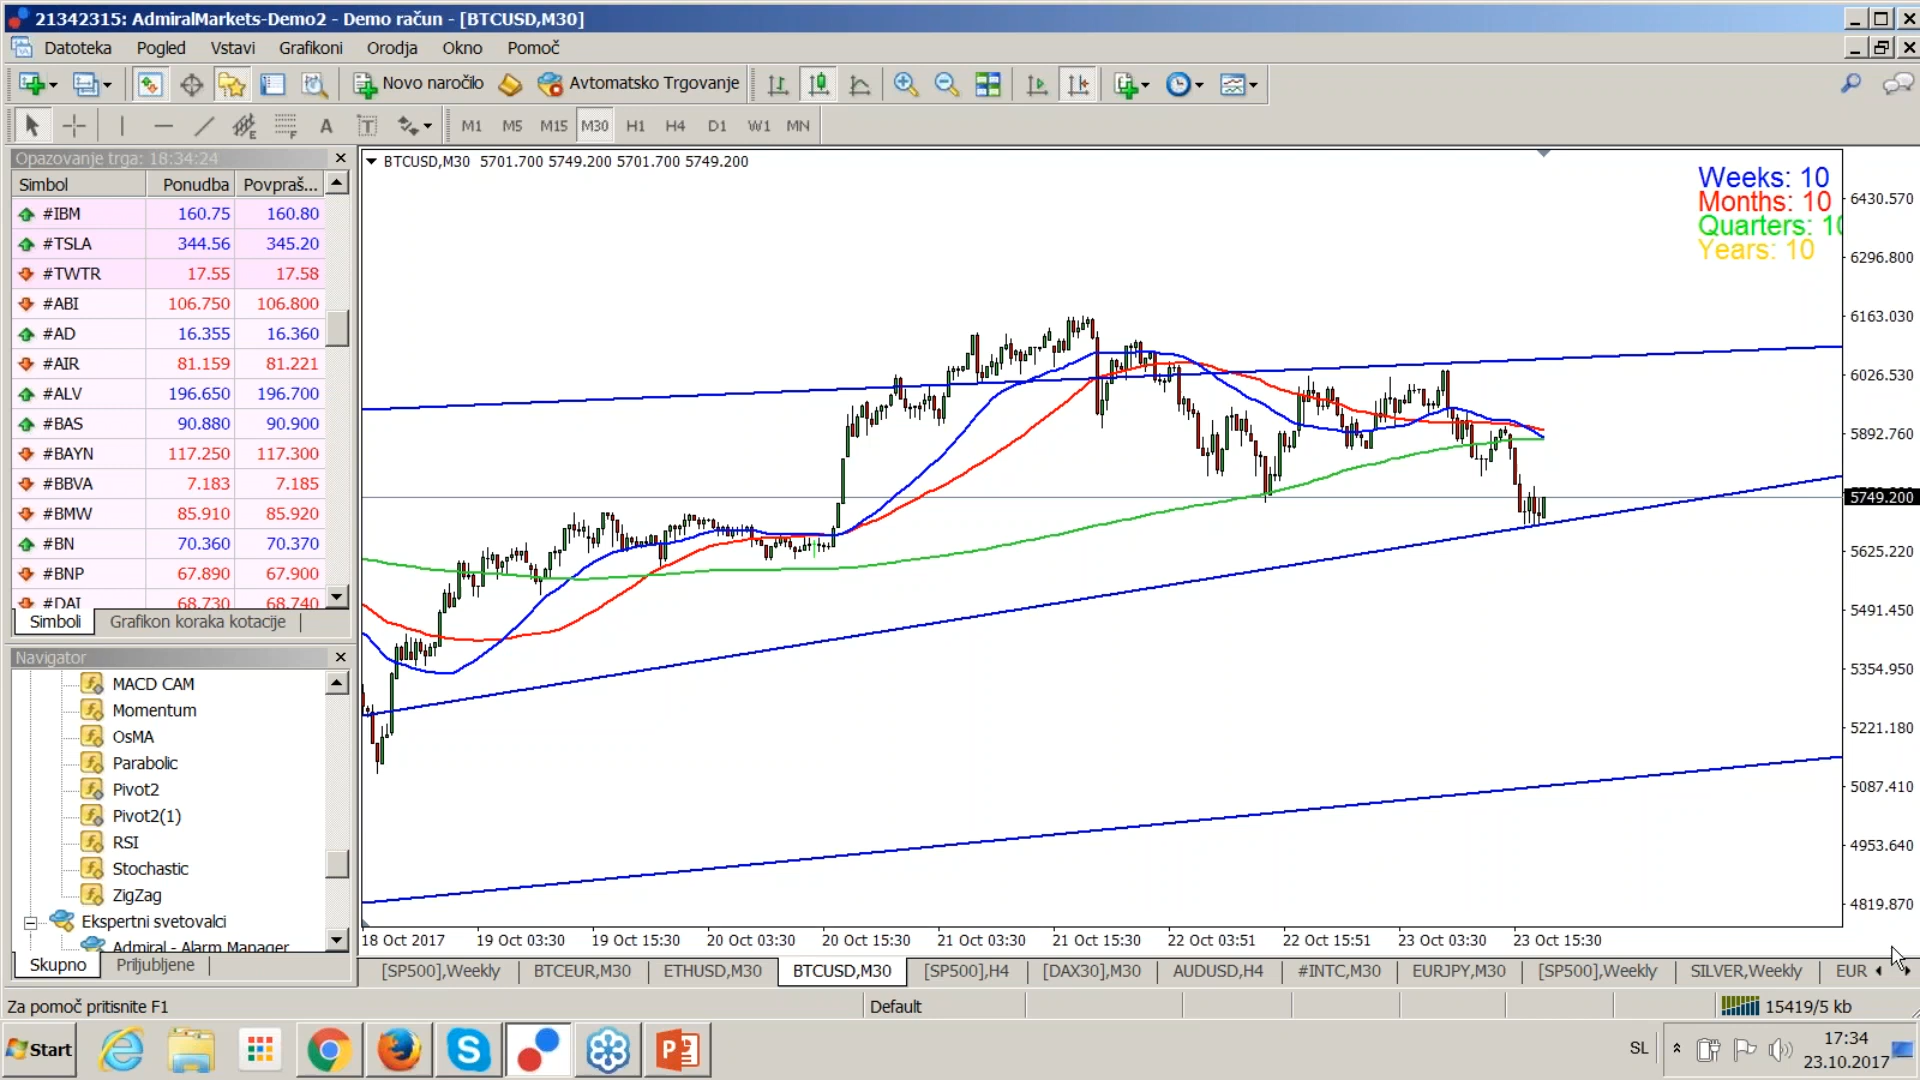 21342315: AdmiralMarkets-Demo2 - Demo račun - [BTCUSD,M30]
Datoteka Pogled Vstavi Grafikoni Orodja Okno Pomoč
Novo naročilo Avtomatsko Trgovanje
M1 M5 M15 M30 H1 H4 D1 W1 MN
Opazovanje trga: 18:34:24
Simbol Ponudba Povpraš...
#IBM 160.75 160.80
#TSLA 344.56 345.20
#TWTR 17.55 17.58
#ABI 106.750 106.800
#AD 16.355 16.360
#AIR 81.159 81.221
#ALV 196.650 196.700
#BAS 90.880 90.900
#BAYN 117.250 117.300
#BBVA 7.183 7.185
#BMW 85.910 85.920
#BN 70.360 70.370
#BNP 67.890 67.900
#DAI 68.730 68.740
Simboli Grafikon koraka kotacije
Navigator
MACD CAM
Momentum
OsMA
Parabolic
Pivot2
Pivot2(1)
RSI
Stochastic
ZigZag
Ekspertni svetovalci
Admiral - Alarm Manager
Skupno Priljubljene
BTCUSD,M30 5701.700 5749.200 5701.700 5749.200
Weeks: 10
Months: 10
Quarters: 10
Years: 10
6430.570
6296.800
6163.030
6026.530
5892.760
5749.200
5625.220
5491.450
5354.950
5221.180
5087.410
4953.640
4819.870
18 Oct 2017 19 Oct 03:30 19 Oct 15:30 20 Oct 03:30 20 Oct 15:30 21 Oct 03:30 21 Oct 15:30 22 Oct 03:51 22 Oct 15:51 23 Oct 03:30 23 Oct 15:30
[SP500],Weekly BTCEUR,M30 ETHUSD,M30 BTCUSD,M30 [SP500],H4 [DAX30],M30 AUDUSD,H4 #INTC,M30 EURJPY,M30 [SP500],Weekly SILVER,Weekly EUR
Za pomoč pritisnite F1 Default 15419/5 kb
Start SL 17:34
23.10.2017